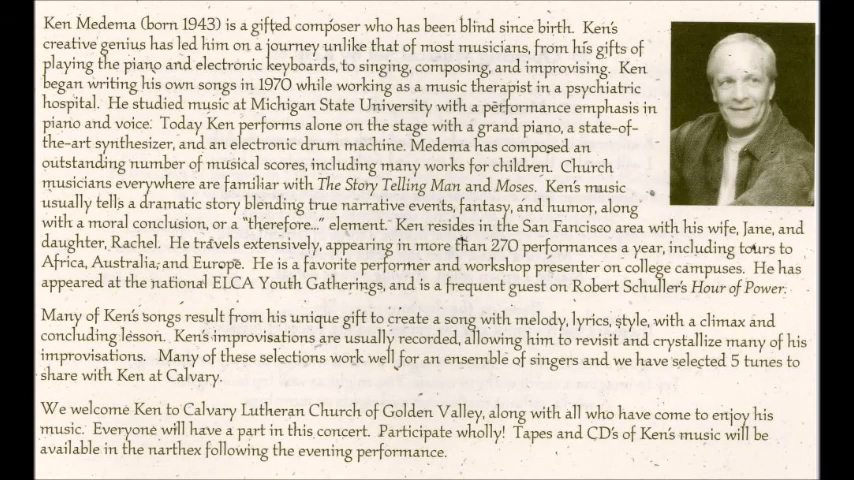 Ken Medema (born 1943) is a gifted composer who has been blind since birth. Ken's
creative genius has led him on a journey unlike that of most musicians, from his gifts of
playing the piano and electronic keyboards, to singing, composing, and improvising. Ken
began writing his own songs in 1970 while working as a music therapist in a psychiatric
hospital. He studied music at Michigan State University with a performance emphasis in
piano and voice. Today Ken performs alone on the stage with a grand piano, a state-of-
the-art synthesizer, and an electronic drum machine. Medema has composed an
outstanding number of musical scores, including many works for children. Church
musicians everywhere are familiar with The Story Telling Man and Moses. Ken's music
usually tells a dramatic story blending true narrative events, fantasy, and humor, along
with a moral conclusion, or a "therefore..." element. Ken resides in the San Fancisco area with his wife, Jane, and
daughter, Rachel. He travels extensively, appearing in more than 270 performances a year, including tours to
Africa, Australia, and Europe. He is a favorite performer and workshop presenter on college campuses. He has
appeared at the national ELCA Youth Gatherings, and is a frequent guest on Robert Schuller's Hour of Power.
Many of Ken's songs result from his unique gift to create a song with melody, lyrics, style, with a climax and
concluding lesson. Ken's improvisations are usually recorded, allowing him to revisit and crystallize many of his
improvisations. Many of these selections work well for an ensemble of singers and we have selected 5 tunes to
share with Ken at Calvary.
We welcome Ken to Calvary Lutheran Church of Golden Valley, along with all who have come to enjoy his
music. Everyone will have a part in this concert. Participate wholly! Tapes and CD's of Ken's music will be
available in the narthex following the evening performance.